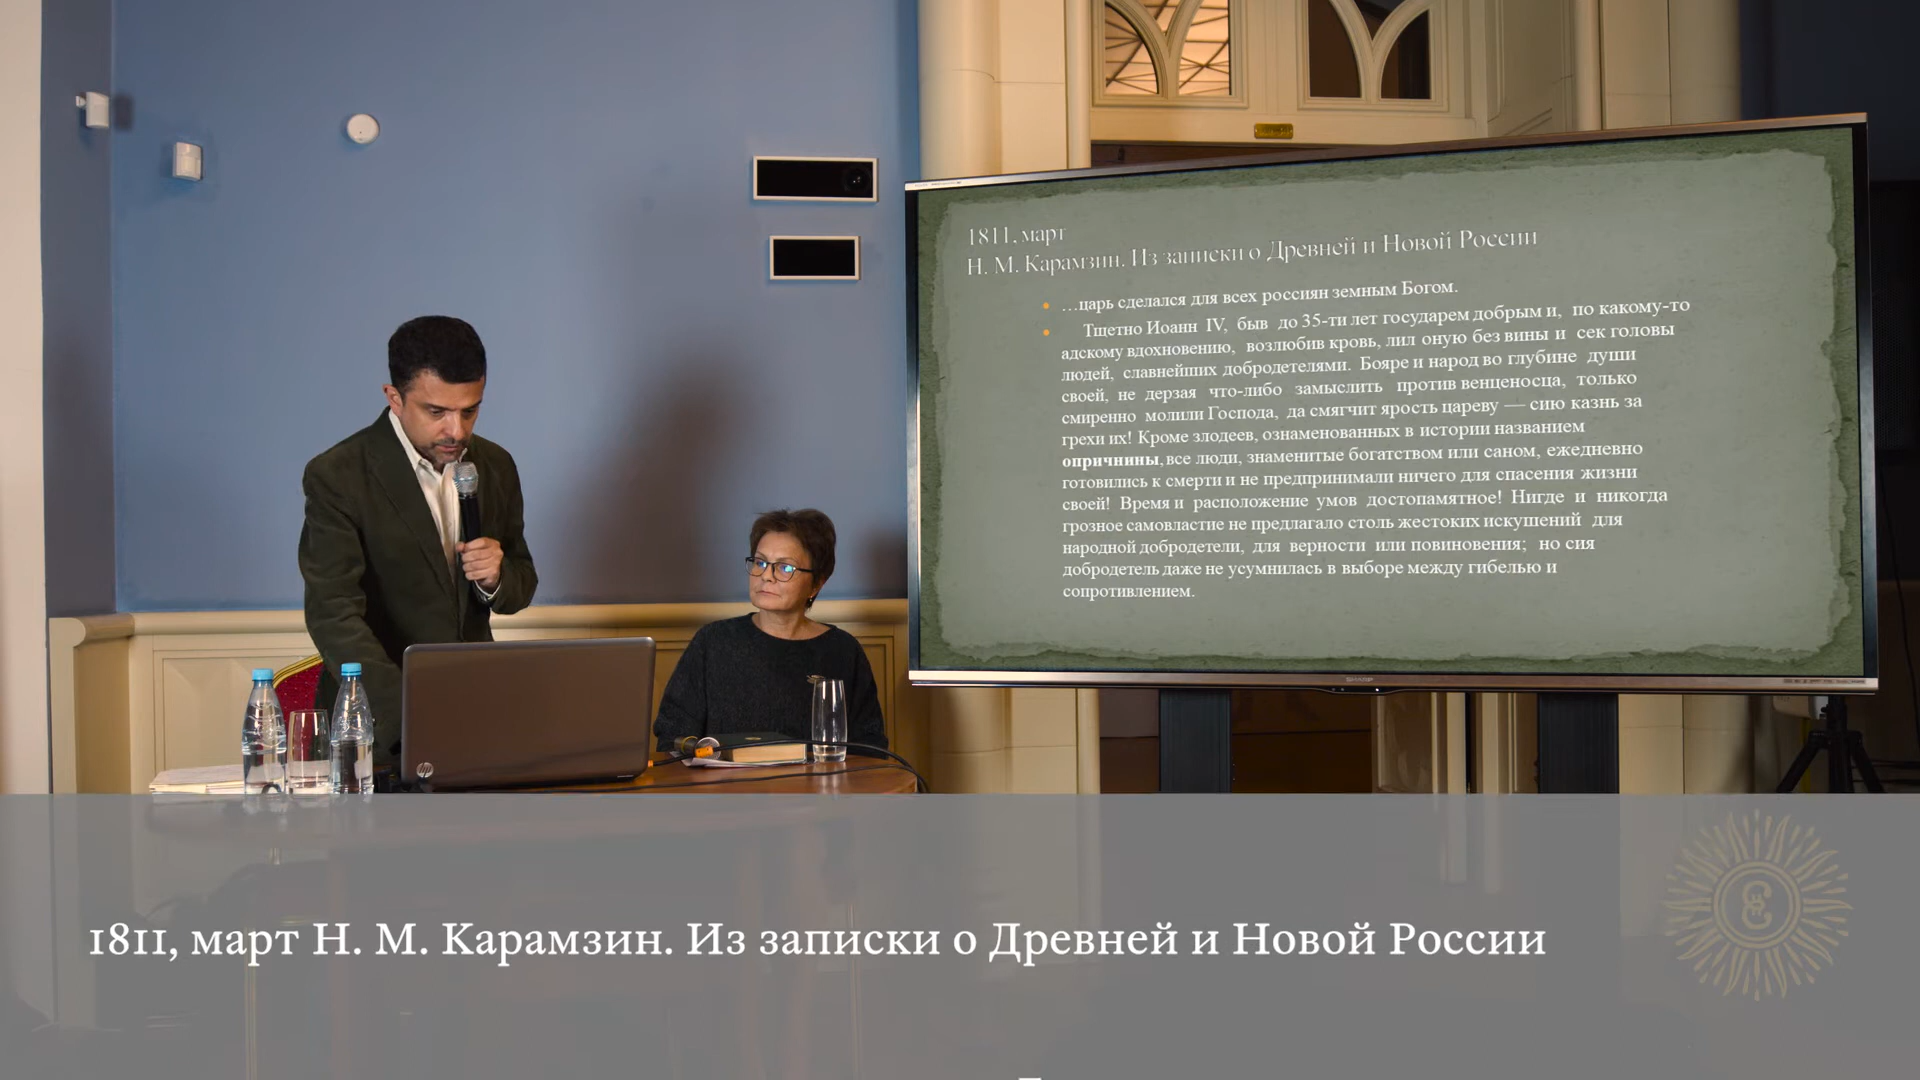 1811, март
Н. М. Карамзин. Из записки о Древней и Новой России
…царь сделался для всех россиян земным Богом.
Тщетно Иоанн IV, быв до 35-ти лет государем добрым и, по какому-то
адскому вдохновению, возлюбив кровь, лил оную без вины и сек головы
людей, славнейших добродетелями. Бояре и народ во глубине души
своей, не дерзая что-либо замыслить против венценосца, только
смиренно молили Господа, да смягчит ярость цареву — сию казнь за
грехи их! Кроме злодеев, ознаменованных в истории названием
опричнины, все люди, знаменитые богатством или саном, ежедневно
готовились к смерти и не предпринимали ничего для спасения жизни
своей! Время и расположение умов достопамятное! Нигде и никогда
грозное самовластие не предлагало столь жестоких искушений для
народной добродетели, для верности или повиновения; но сия
добродетель даже не усумнилась в выборе между гибелью и
сопротивлением.
SHARP
hp
1811, март Н. М. Карамзин. Из записки о Древней и Новой России